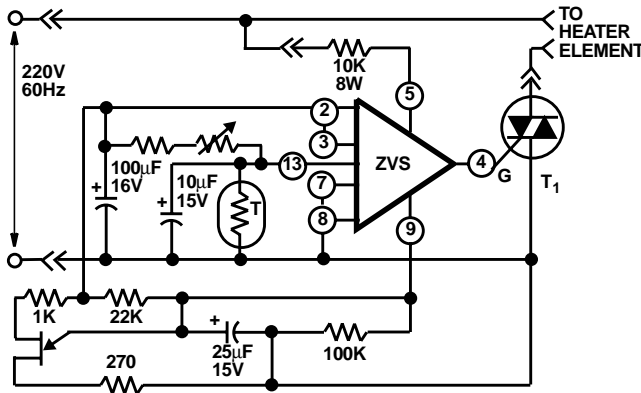 TO
HEATER
ELEMENT
220V
60Hz
10K
8W
5
2
3
100μF
16V
10μF
15V
13
ZVS
4
G
T1
7
T
8
9
1K
22K
+
+
+
25μF
15V
100K
270